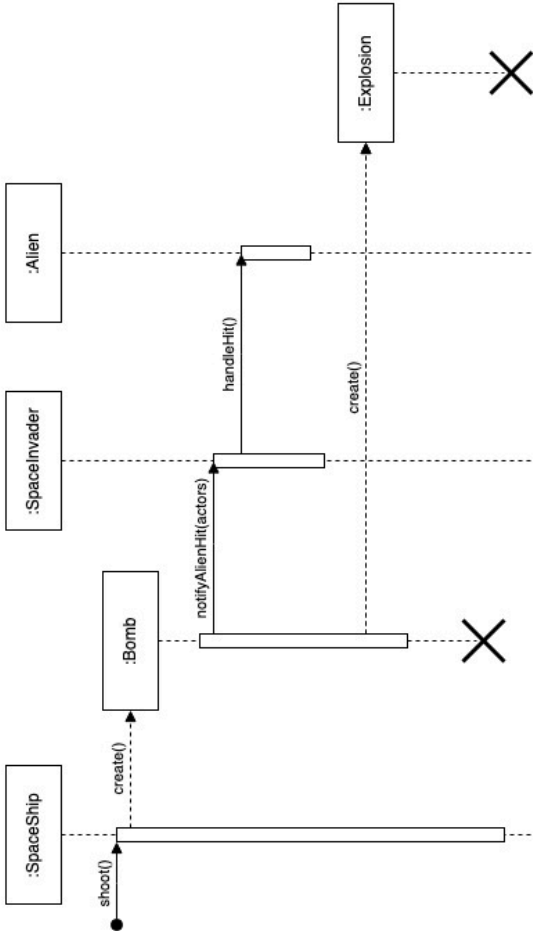 :SpaceShip
:Bomb
:SpaceInvader
:Alien
:Explosion
shoot()
create()
notifyAlienHit(actors)
handleHit()
create()